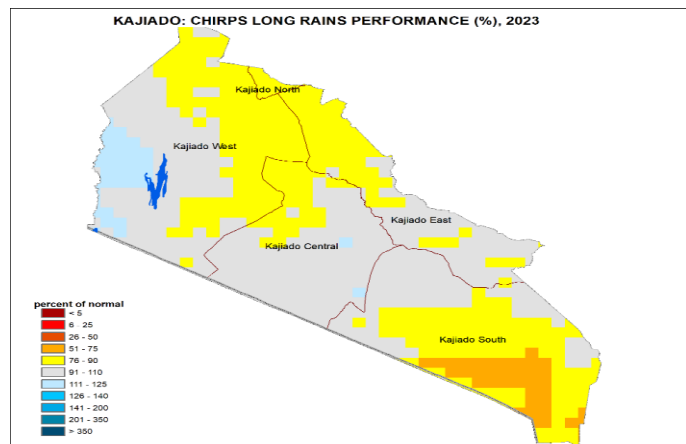 KAJIADO: CHIRPS LONG RAINS PERFORMANCE (%), 2023
Kajiado North
Kajiado West
Kajiado East
Kajiado Central
Kajiado South
percent of normal
< 5
6 - 25
26 - 50
51 - 75
76 - 90
91 - 110
111 - 125
126 - 140
141 - 200
201 - 350
> 350